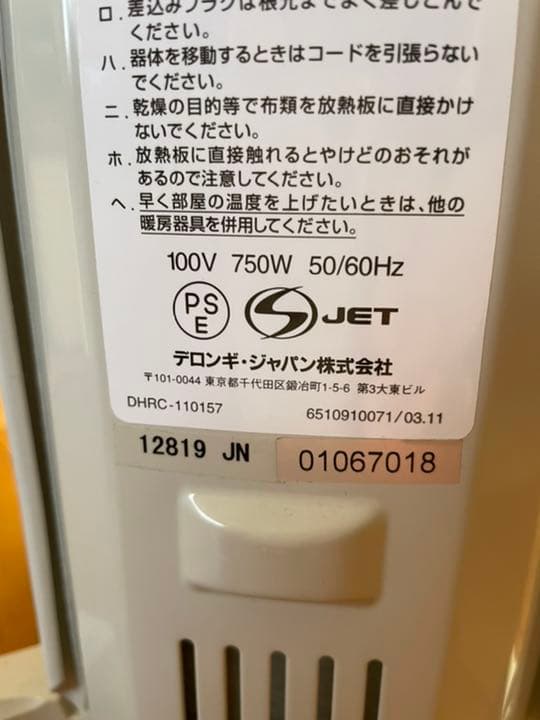 ロ. 差込みプラグは根元までよく差しこんで
ください。
ハ. 器体を移動するときはコードを引張らない
でください。
ニ. 乾燥の目的等で布類を放熱板に直接かけ
ないでください。
ホ. 放熱板に直接触れるとやけどのおそれが
あるので注意してください。
ヘ. 早く部屋の温度を上げたいときは、他の
暖房器具を併用してください。
100V 750W 50/60Hz
PS
E
JET
デロンギ・ジャパン株式会社
〒101-0044 東京都千代田区鍛冶町1-5-6 第3大東ビル
DHRC-110157 6510910071/03.11
12819 JN 01067018